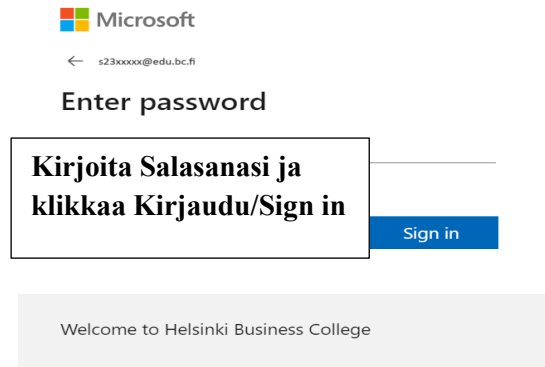 Microsoft
← s23xxxxx@edu.bc.fi
Enter password
Kirjoita Salasanasi ja
klikkaa Kirjaudu/Sign in
Sign in
Welcome to Helsinki Business College